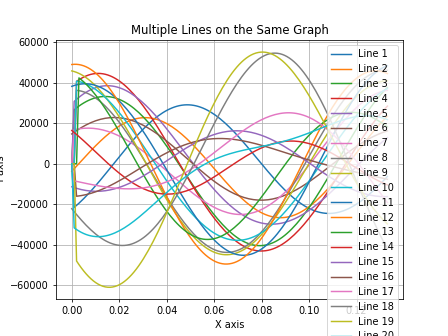 Multiple Lines on the Same Graph
60000
40000
20000
0
−20000
−40000
−60000
axis
0.00
0.02
0.04
0.06
0.08
0.10
X axis
Line 1
Line 2
Line 3
Line 4
Line 5
Line 6
Line 7
Line 8
Line 9
Line 10
Line 11
Line 12
Line 13
Line 14
Line 15
Line 16
Line 17
Line 18
Line 19
Line 20